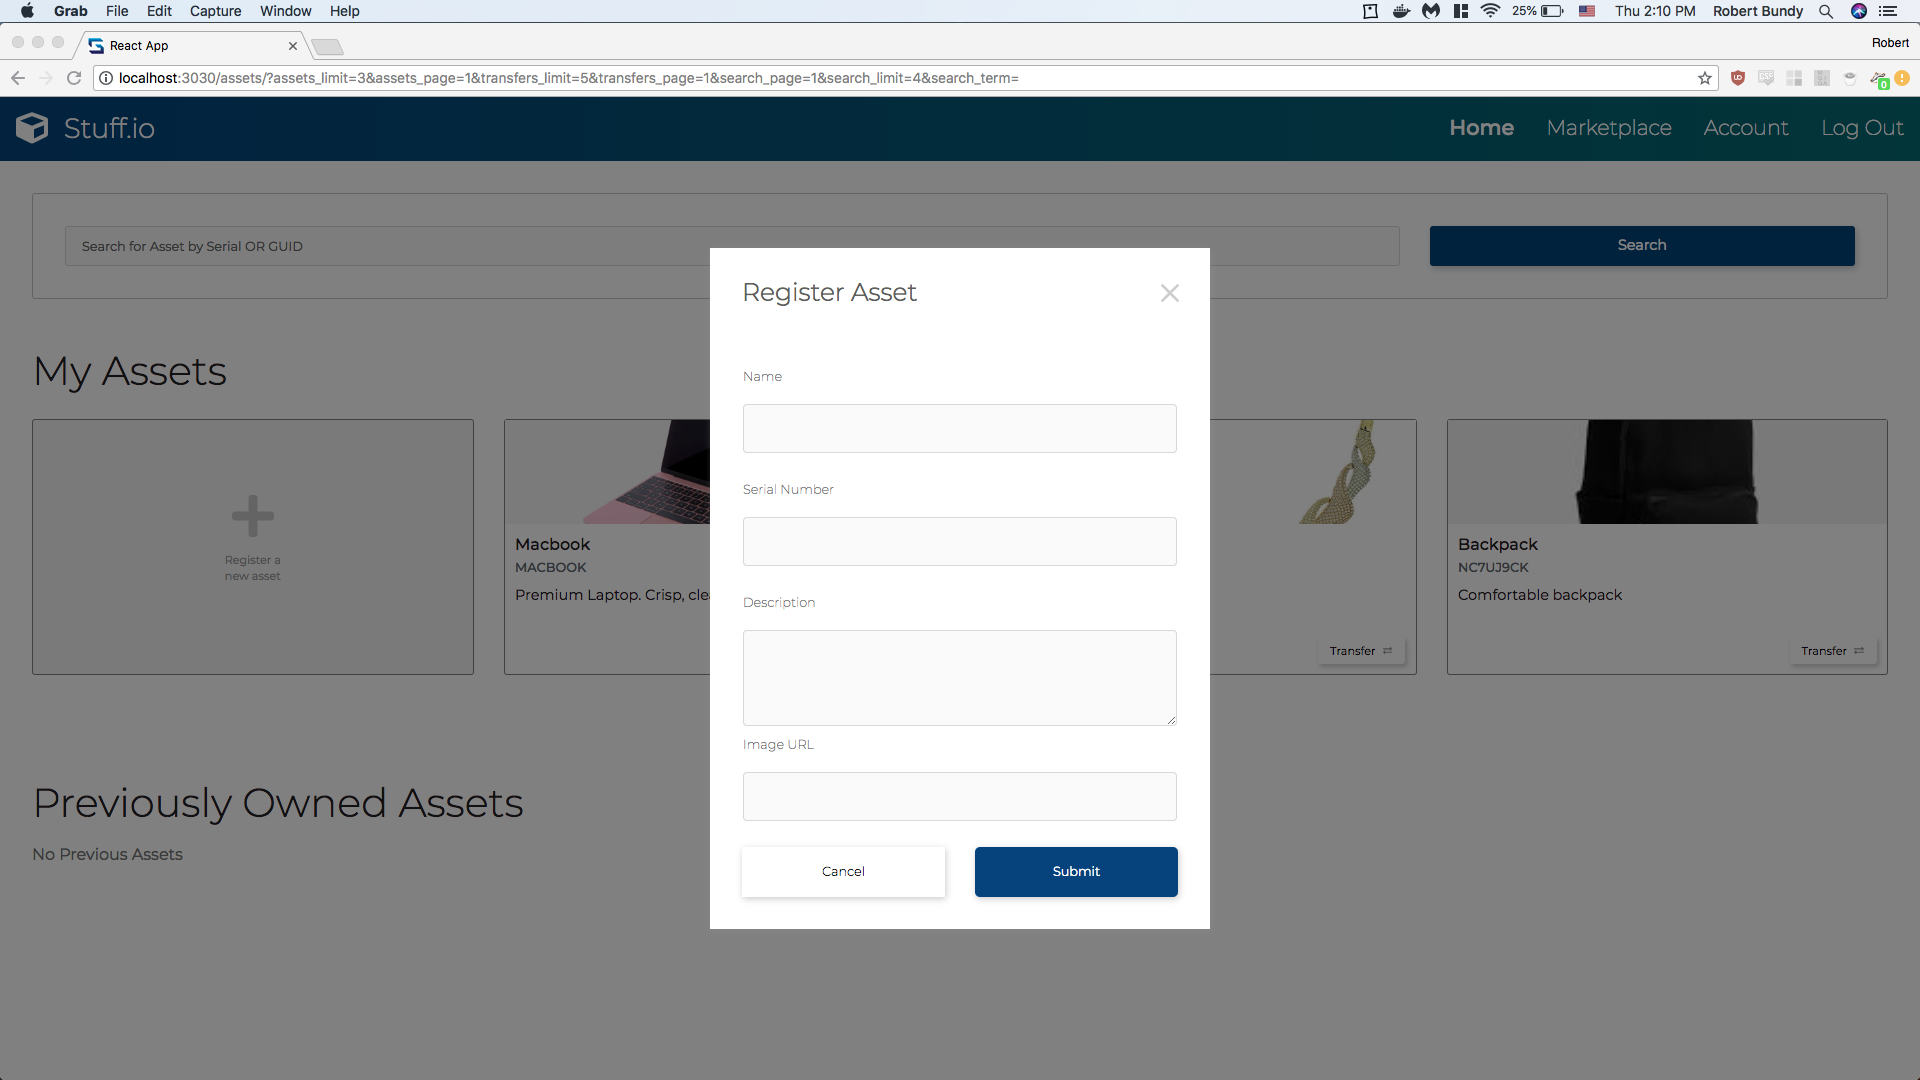 Grab File Edit Capture Window Help 25% Thu 2:10 PM Robert Bundy
React App
Robert
localhost:3030/assets/?assets_limit=3&assets_page=1&transfers_limit=5&transfers_page=1&search_page=1&search_limit=4&search_term=
0
Stuff.io Home Marketplace Account Log Out
Search for Asset by Serial OR GUID
Search
Register Asset
My Assets
Name
Serial Number
Register a
new asset
Macbook
MACBOOK
Premium Laptop. Crisp, cle
Backpack
NC7UJ9CK
Comfortable backpack
Description
Transfer
Transfer
Image URL
Previously Owned Assets
No Previous Assets
Cancel
Submit